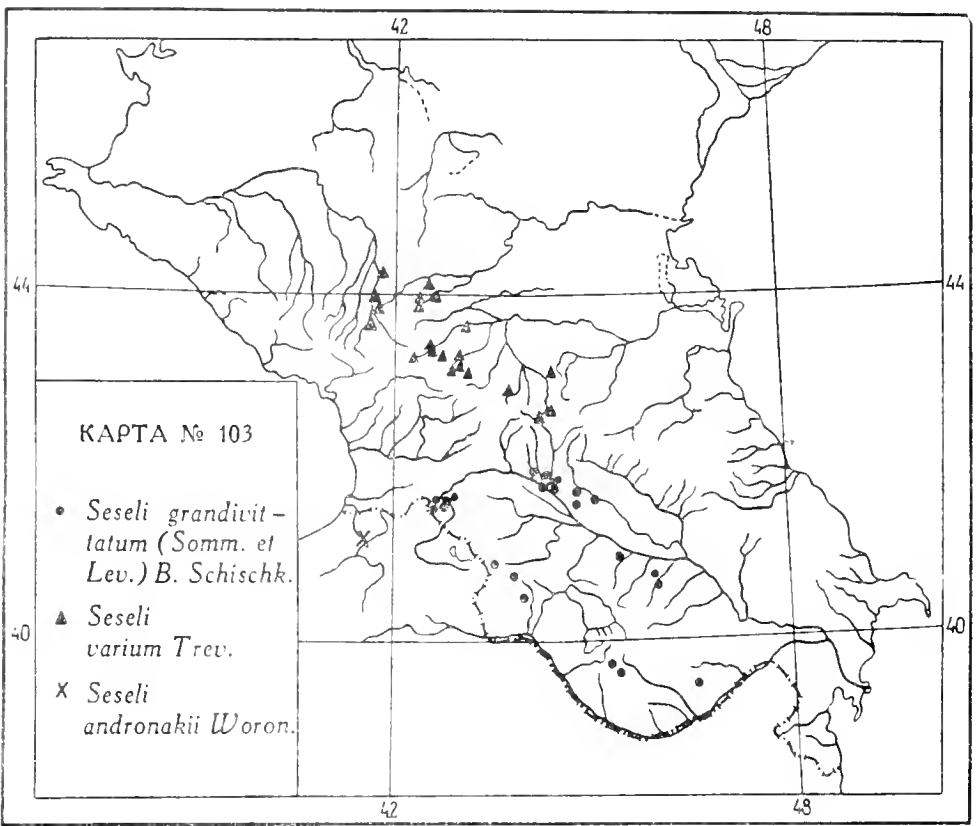 42 48
44 44
КАРТА № 103
Seseli grandivit–
tatum (Somm. et
Lev.) B. Schischk.
Seseli
varium Trev.
Seseli
andronakii Woron.
40 40
42 48